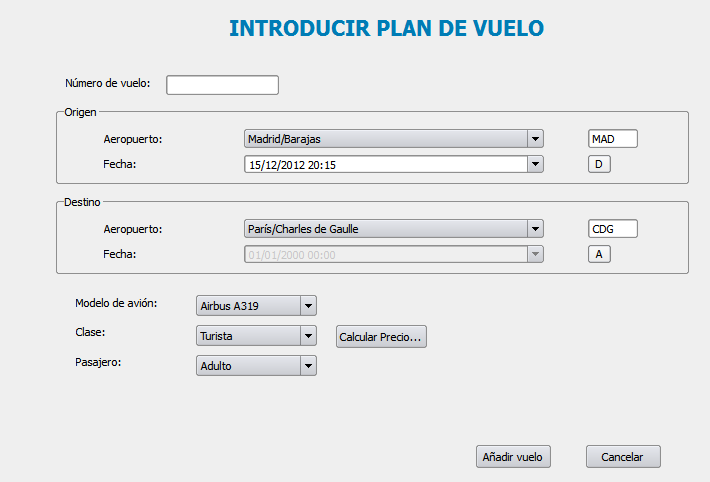 INTRODUCIR PLAN DE VUELO
Número de vuelo:
Origen
Aeropuerto: Madrid/Barajas MAD
Fecha: 15/12/2012 20:15 D
Destino
Aeropuerto: París/Charles de Gaulle CDG
Fecha: 01/01/2000 00:00 A
Modelo de avión: Airbus A319
Clase: Turista Calcular Precio...
Pasajero: Adulto
Añadir vuelo Cancelar